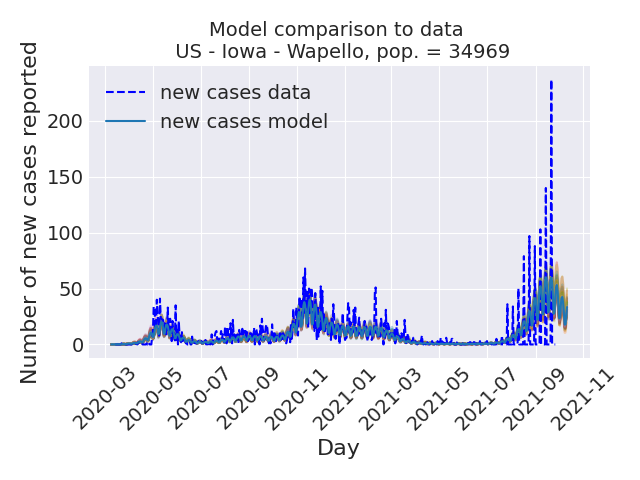 Model comparison to data
US - Iowa - Wapello, pop. = 34969
Number of new cases reported
new cases data
new cases model
200
150
100
50
0
2020-03
2020-05
2020-07
2020-09
2020-11
2021-01
2021-03
2021-05
2021-07
2021-09
2021-11
Day